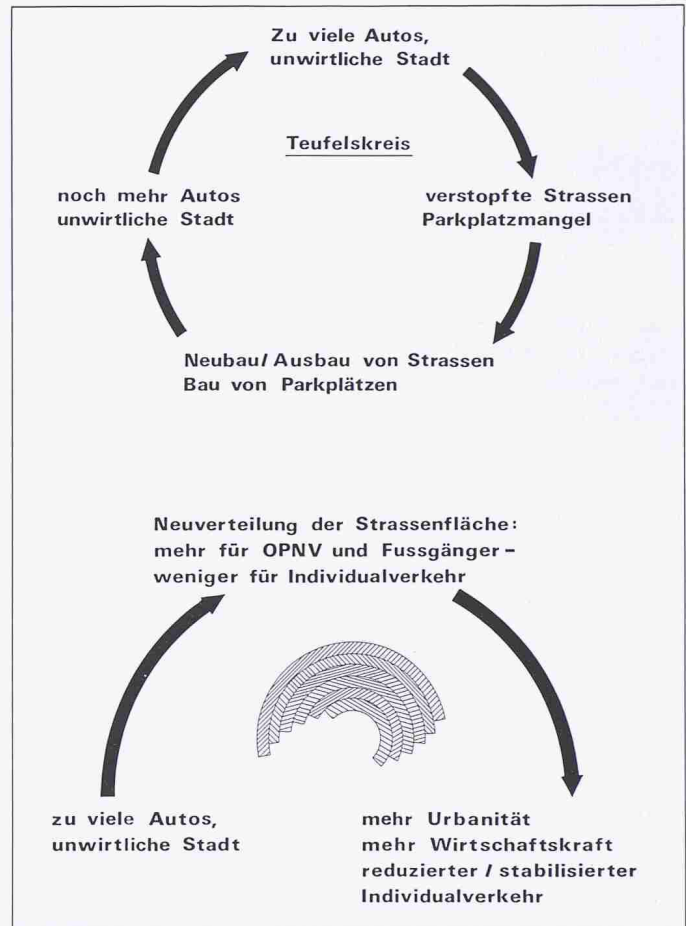 Zu viele Autos,
unwirtliche Stadt
Teufelskreis
noch mehr Autos
unwirtliche Stadt
verstopfte Strassen
Parkplatzmangel
Neubau/Ausbau von Strassen
Bau von Parkplätzen
Neuverteilung der Strassenfläche:
mehr für OPNV und Fussgänger –
weniger für Individualverkehr
zu viele Autos,
unwirtliche Stadt
mehr Urbanität
mehr Wirtschaftskraft
reduzierter / stabilisierter
Individualverkehr